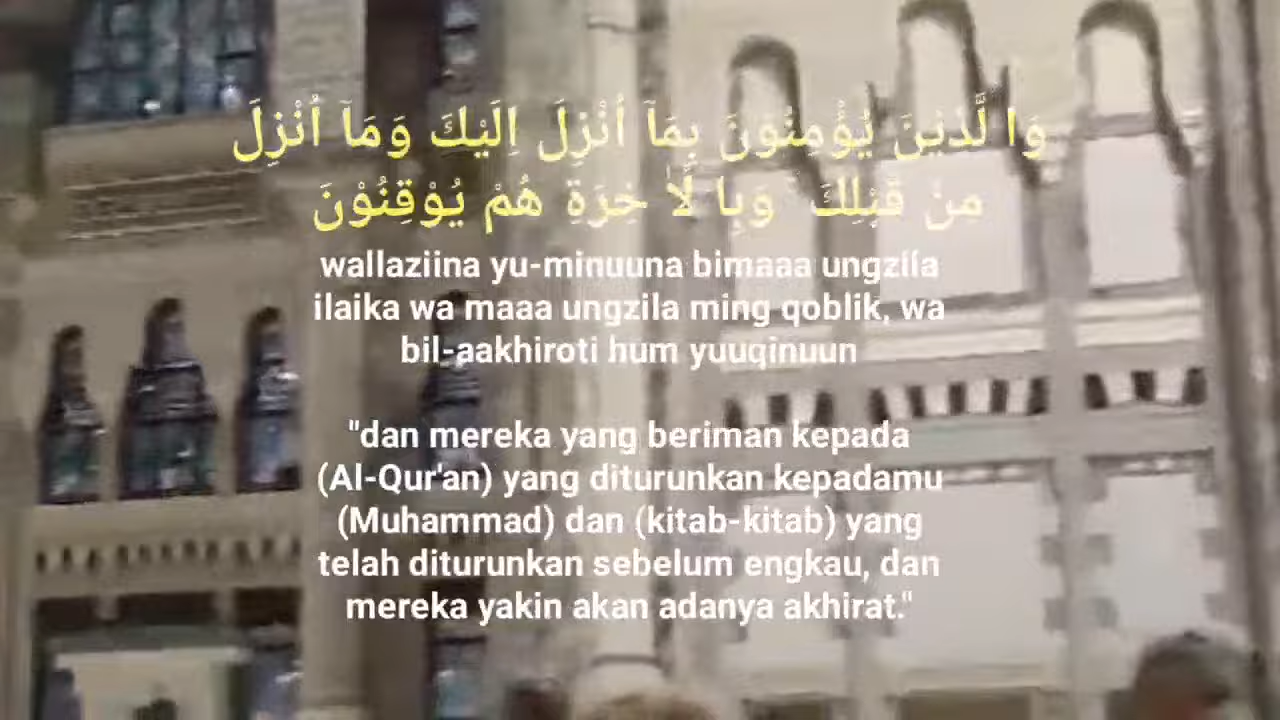 وَا لَّذِيْنَ يُؤْمِنُوْنَ بِمَاۤ اُنْزِلَ اِلَيْكَ وَمَاۤ اُنْزِلَ
مِنْ قَبْلِكَ ۚ وَبِا لْاٰ خِرَةِ هُمْ يُوْقِنُوْنَ
wallaziina yu-minuuna bimaaa ungzila
ilaika wa maaa ungzila ming qoblik, wa
bil-aakhiroti hum yuuqinuun
"dan mereka yang beriman kepada
(Al-Qur'an) yang diturunkan kepadamu
(Muhammad) dan (kitab-kitab) yang
telah diturunkan sebelum engkau, dan
mereka yakin akan adanya akhirat."